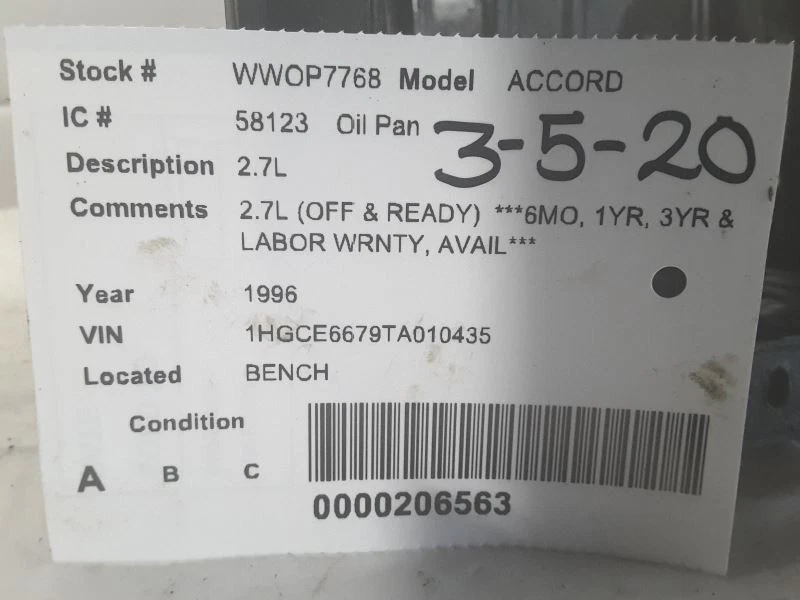 Stock # WWOP7768 Model ACCORD
IC # 58123 Oil Pan 3-5-20
Description 2.7L
Comments 2.7L (OFF & READY) ***6MO, 1YR, 3YR &
LABOR WRNTY, AVAIL***
Year 1996
VIN 1HGCE6679TA010435
Located BENCH
Condition
A B C
0000206563